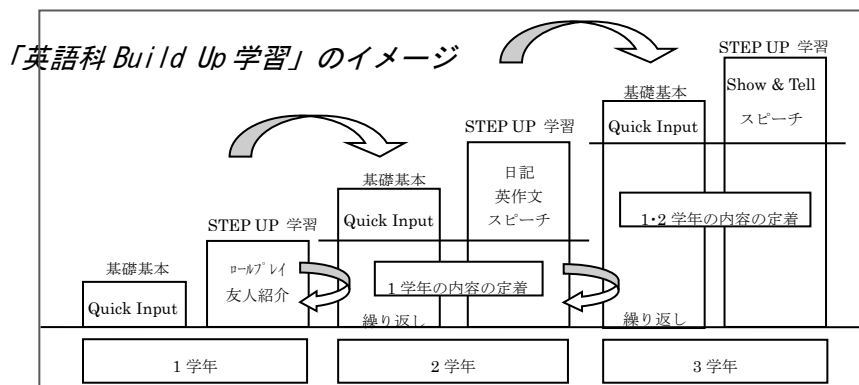 「英語科 Build Up 学習」のイメージ
基礎基本
Quick Input
STEP UP 学習
ﾛｰﾙﾌﾟﾚｲ
友人紹介
1 学年
基礎基本
Quick Input
STEP UP 学習
日記
英作文
スピーチ
1 学年の内容の定着
繰り返し
2 学年
基礎基本
Quick Input
STEP UP 学習
Show & Tell
スピーチ
1・2 学年の内容の定着
繰り返し
3 学年